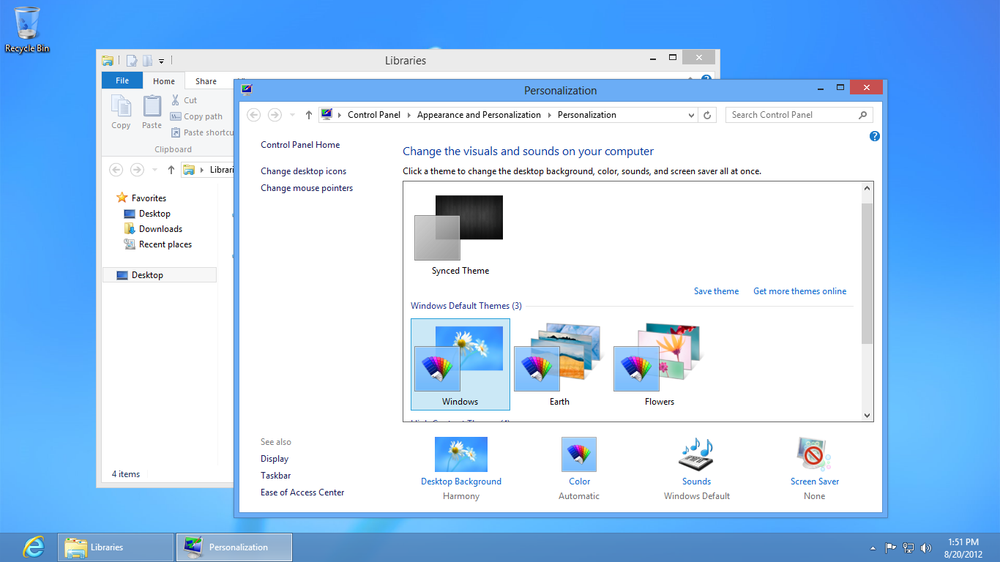 Recycle Bin
Libraries
File Home Share
Copy
Paste
Cut
Copy path
Paste shortcu
Clipboard
Librari
Favorites
Desktop
Downloads
Recent places
Desktop
4 items
Personalization
Control Panel Appearance and Personalization Personalization
Search Control Panel
Control Panel Home
Change desktop icons
Change mouse pointers
See also
Display
Taskbar
Ease of Access Center
Change the visuals and sounds on your computer
Click a theme to change the desktop background, color, sounds, and screen saver all at once.
Synced Theme
Save theme Get more themes online
Windows Default Themes (3)
Windows Earth Flowers
Desktop Background Color Sounds Screen Saver
Harmony Automatic Windows Default None
Libraries
Personalization
1:51 PM
8/20/2012